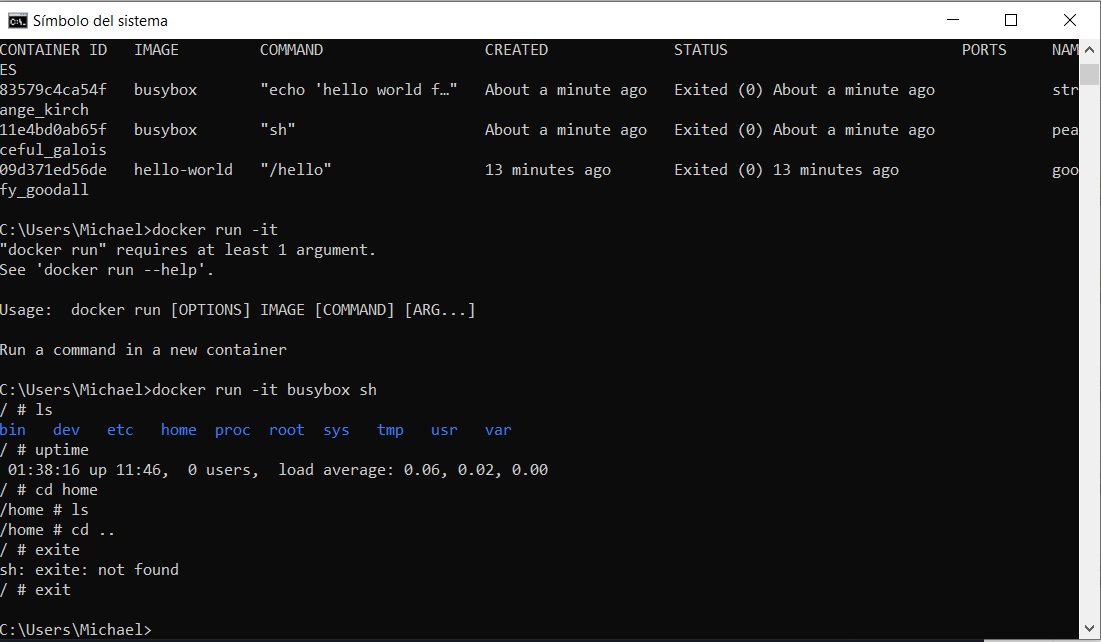 Símbolo del sistema
CONTAINER ID   IMAGE         COMMAND                  CREATED              STATUS                          PORTS     NAM
ES
83579c4ca54f   busybox       "echo 'hello world f…"   About a minute ago   Exited (0) About a minute ago             str
ange_kirch
11e4bd0ab65f   busybox       "sh"                     About a minute ago   Exited (0) About a minute ago             pea
ceful_galois
09d371ed56de   hello-world   "/hello"                 13 minutes ago       Exited (0) 13 minutes ago                 goo
fy_goodall
C:\Users\Michael>docker run -it
"docker run" requires at least 1 argument.
See 'docker run --help'.
Usage:  docker run [OPTIONS] IMAGE [COMMAND] [ARG...]
Run a command in a new container
C:\Users\Michael>docker run -it busybox sh
/ # ls
bin   dev   etc   home  proc  root  sys   tmp   usr   var
/ # uptime
 01:38:16 up 11:46,  0 users,  load average: 0.06, 0.02, 0.00
/ # cd home
/home # ls
/home # cd ..
/ # exite
sh: exite: not found
/ # exit
C:\Users\Michael>